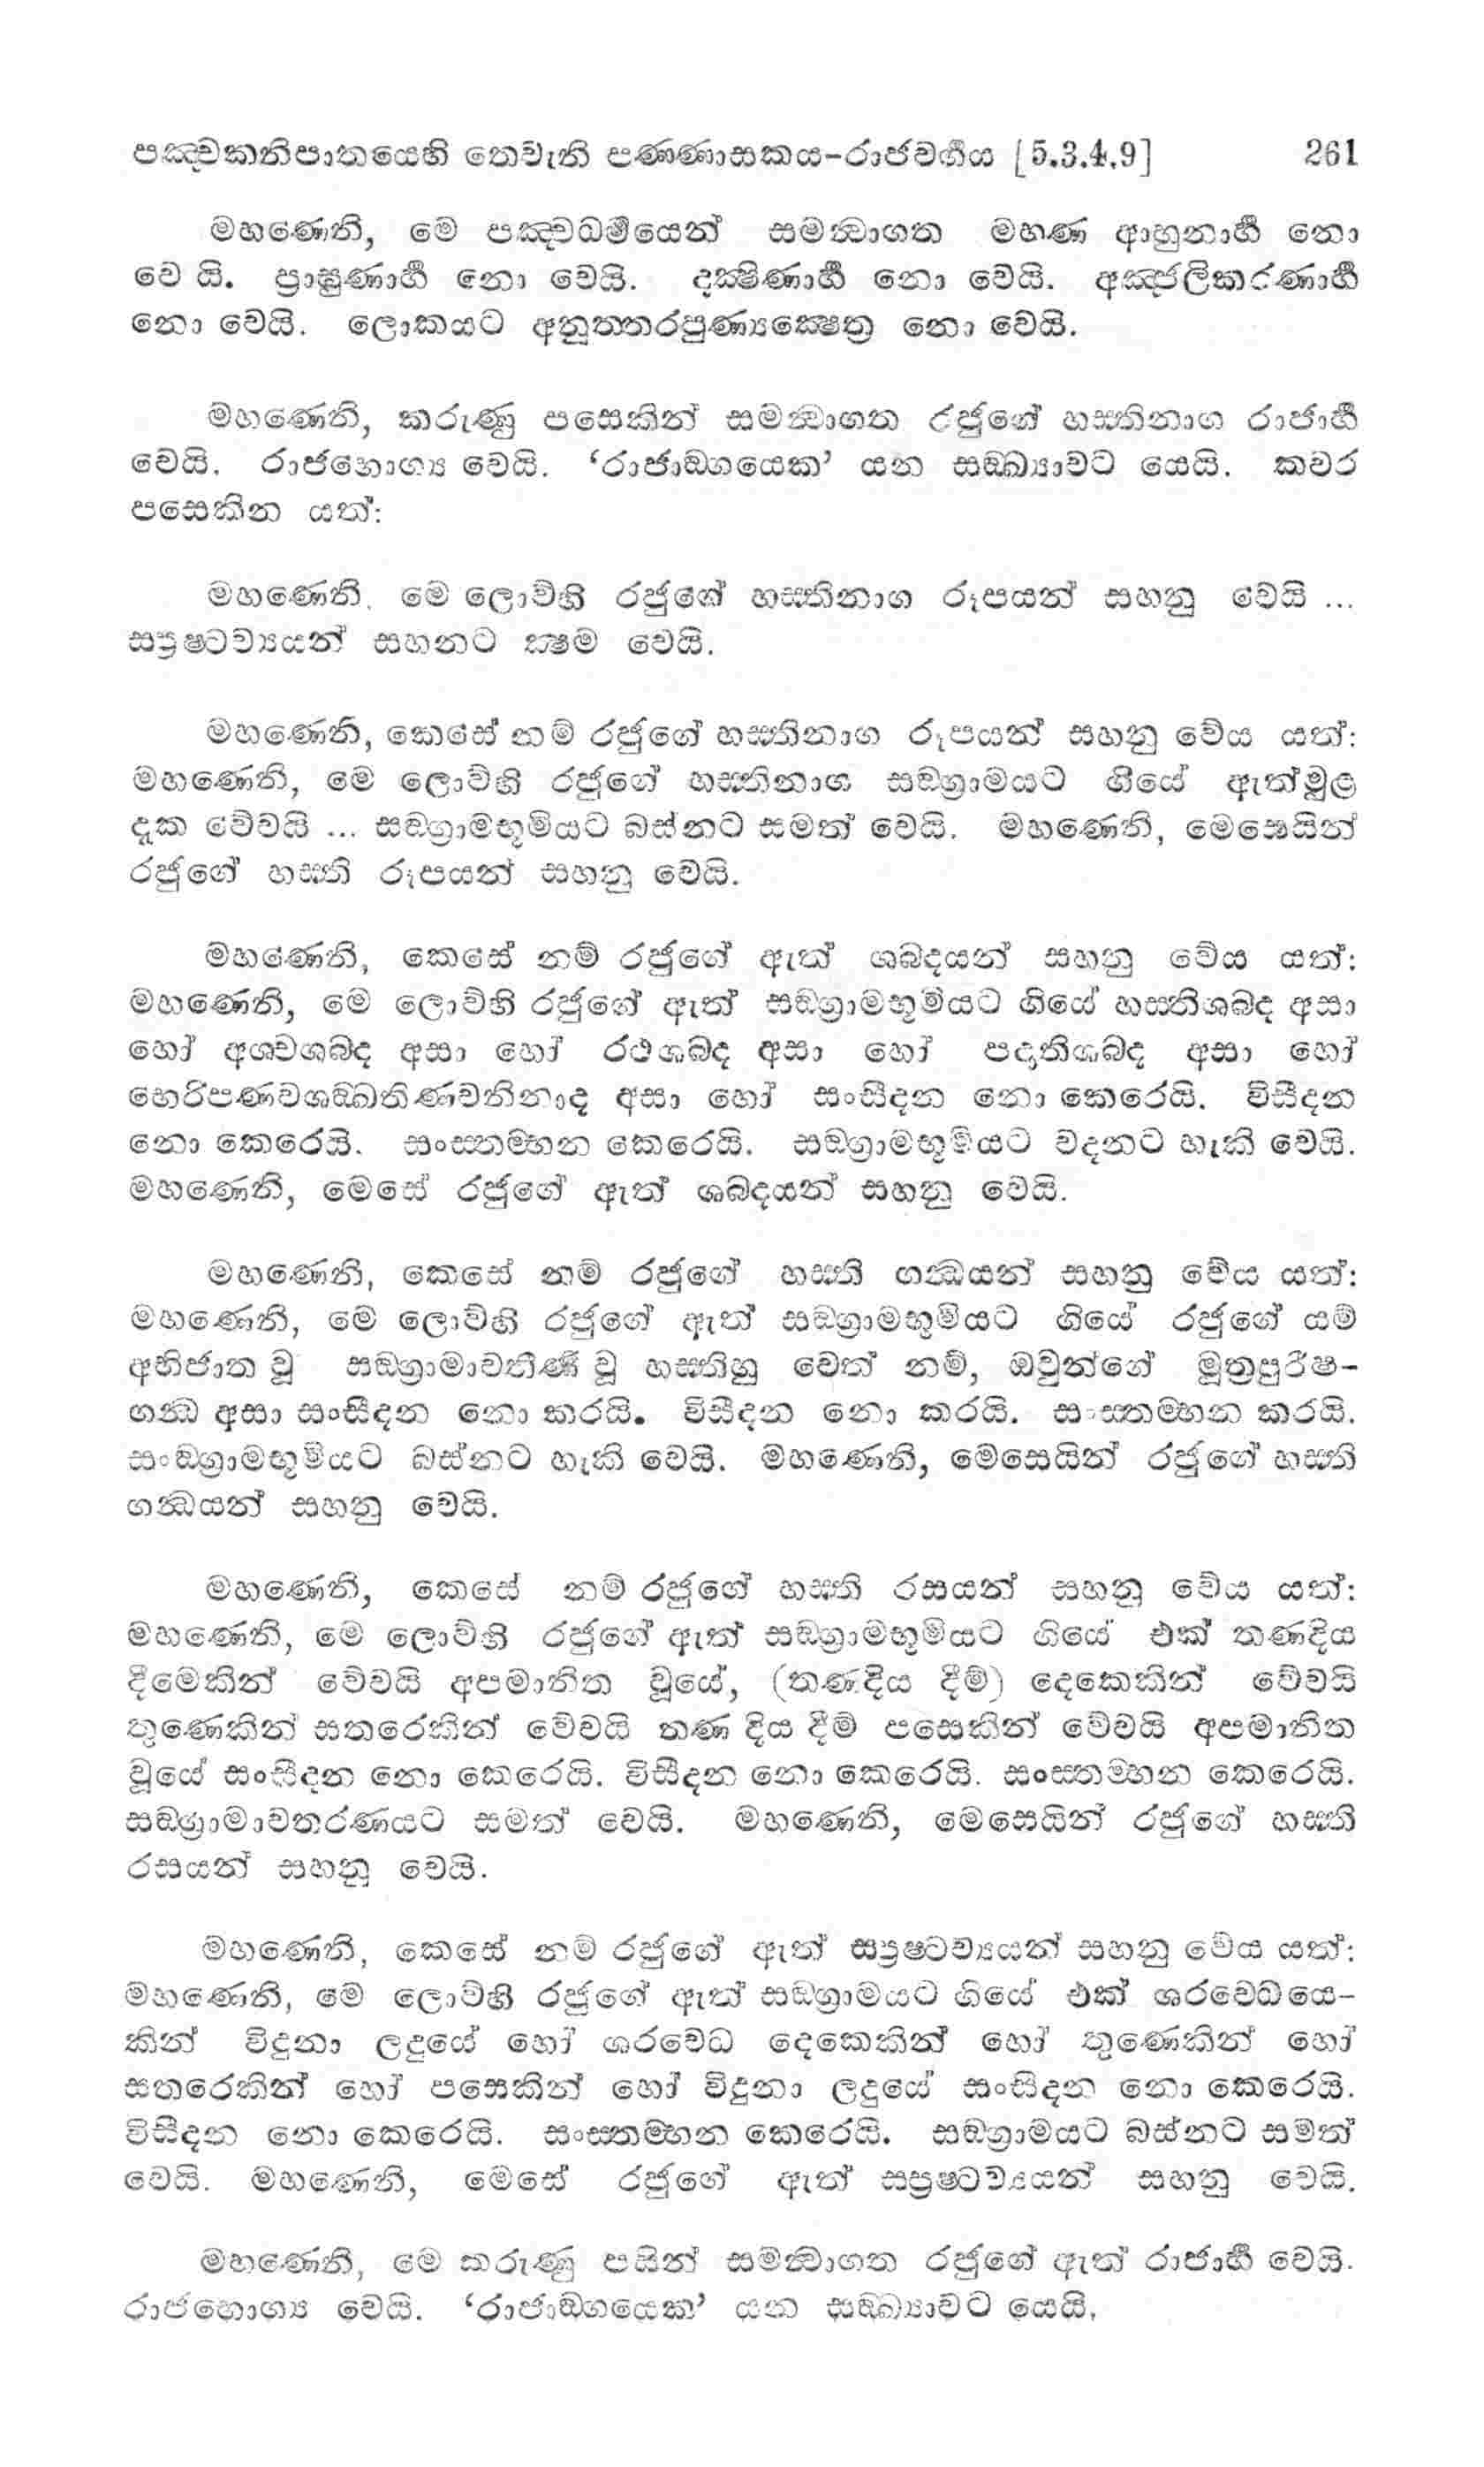 පඤ්චකනිපාතයෙහි තෙවැනි පණ්ණාසකය-රාජවර්ගය [5.3.4.9] 261
මහණෙනි, මේ පඤ්චධර්මයෙන් සමන්වාගත මහණ ආහුනාර්හ නො
වෙ යි. ප්‍රාඝුණාර්හ නො වෙයි. දක්ෂිණාර්හ නො වෙයි. අඤ්ජලිකරණාර්හ
නො වෙයි. ලොකයට අනුත්තරපුණ්‍යක්ෂෙත්‍ර නො වෙයි.
මහණෙනි, කරුණු පසෙකින් සමන්වාගත රජුගේ හස්තිනාග රාජාර්හ
වෙයි. රාජභොග්‍ය වෙයි. ‘රාජාඞ්ගයෙක’ යන සඞ්ඛ්‍යාවට යෙයි. කවර
පසෙකින යත්:
මහණෙනි, මෙ ලොව්හි රජුගේ හස්තිනාග රූපයන් සහනු වෙයි ...
ස්ප්‍රෂ්ටව්‍යයන් සහනට ක්ෂම වෙයි.
මහණෙනි, කෙසේ නම් රජුගේ හස්තිනාග රූපයන් සහනු වේය යත්:
මහණෙනි, මෙ ලොව්හි රජුගේ හස්තිනාග සඞ්ග්‍රාමයට ගියේ ඇත්මුළ
දැක වේවයි ... සඞ්ග්‍රාමභූමියට බස්නට සමත් වෙයි. මහණෙනි, මෙසෙයින්
රජුගේ හස්ති රූපයන් සහනු වෙයි.
මහණෙනි, කෙසේ නම් රජුගේ ඇත් ශබ්දයන් සහනු වේය යත්:
මහණෙනි, මෙ ලොව්හි රජුගේ ඇත් සඞ්ග්‍රාමභූමියට ගියේ හස්තිශබ්ද අසා
හෝ අශ්වශබ්ද අසා හෝ රථශබ්ද අසා හෝ පදාතිශබ්ද අසා හෝ
භෙරිපණවශඞ්ඛතිණවනින්‍රාද අසා හෝ සංසීදන නො කෙරෙයි. විසීදන
නො කෙරෙයි. සංස්තම්භන කෙරෙයි. සඞ්ග්‍රාමභූමියට වදනට හැකි වෙයි.
මහණෙනි, මෙසේ රජුගේ ඇත් ශබ්දයන් සහනු වෙයි.
මහණෙනි, කෙසේ නම් රජුගේ හස්ති ගන්ධයන් සහනු වේය යත්:
මහණෙනි, මෙ ලොව්හි රජුගේ ඇත් සඞ්ග්‍රාමභූමියට ගියේ රජුගේ යම්
අභිජාත වූ සඞ්ග්‍රාමාවතීර්ණ වූ හස්තිහු වෙත් නම්, ඔවුන්ගේ මූත්‍රපුරීෂ-
ගන්ධ අසා සංසීදන නො කරයි. විසීදන නො කරයි. සංස්තම්භන කරයි.
සංඞ්ග්‍රාමභූමියට බස්නට හැකි වෙයි. මහණෙනි, මෙසෙයින් රජුගේ හස්ති
ගන්ධයන් සහනු වෙයි.
මහණෙනි, කෙසේ නම් රජුගේ හස්ති රසයන් සහනු වේය යත්:
මහණෙනි, මෙ ලොව්හි රජුගේ ඇත් සඞ්ග්‍රාමභූමියට ගියේ එක් තණදිය
දීමෙකින් වේවයි අපමානිත වූයේ, (තණදිය දීම්) දෙකෙකින් වේවයි
තුණෙකින් සතරෙකින් වේවයි තණ දිය දීම් පසෙකින් වේවයි අපමානිත
වූයේ සංසීදන නො කෙරෙයි. විසීදන නො කෙරෙයි. සංස්තම්භන කෙරෙයි.
සඞ්ග්‍රාමාවතරණයට සමත් වෙයි. මහණෙනි, මෙසෙයින් රජුගේ හස්ති
රසයන් සහනු වෙයි.
මහණෙනි, කෙසේ නම් රජුගේ ඇත් ස්ප්‍රෂ්ටව්‍යයන් සහනු වේය යත්:
මහණෙනි, මෙ ලොව්හි රජුගේ ඇත් සඞ්ග්‍රාමයට ගියේ එක් ශරවෙධයෙ-
කින් විදුනා ලදුයේ හෝ ශරවෙධ දෙකෙකින් හෝ තුණෙකින් හෝ
සතරෙකින් හෝ පසෙකින් හෝ විදුනා ලදුයේ සංසීදන නො කෙරෙයි.
විසීදන නො කෙරෙයි. සංස්තම්භන කෙරෙයි. සඞ්ග්‍රාමයට බස්නට සමත්
වෙයි. මහණෙනි, මෙසේ රජුගේ ඇත් ස්ප්‍රෂ්ටව්‍යයන් සහනු වෙයි.
මහණෙනි, මෙ කරුණු පසින් සමන්වාගත රජුගේ ඇත් රාජාර්හ වෙයි.
රාජභොග්‍ය වෙයි. ‘රාජාඞ්ගයෙක’ යන සඞ්ඛ්‍යාවට යෙයි.